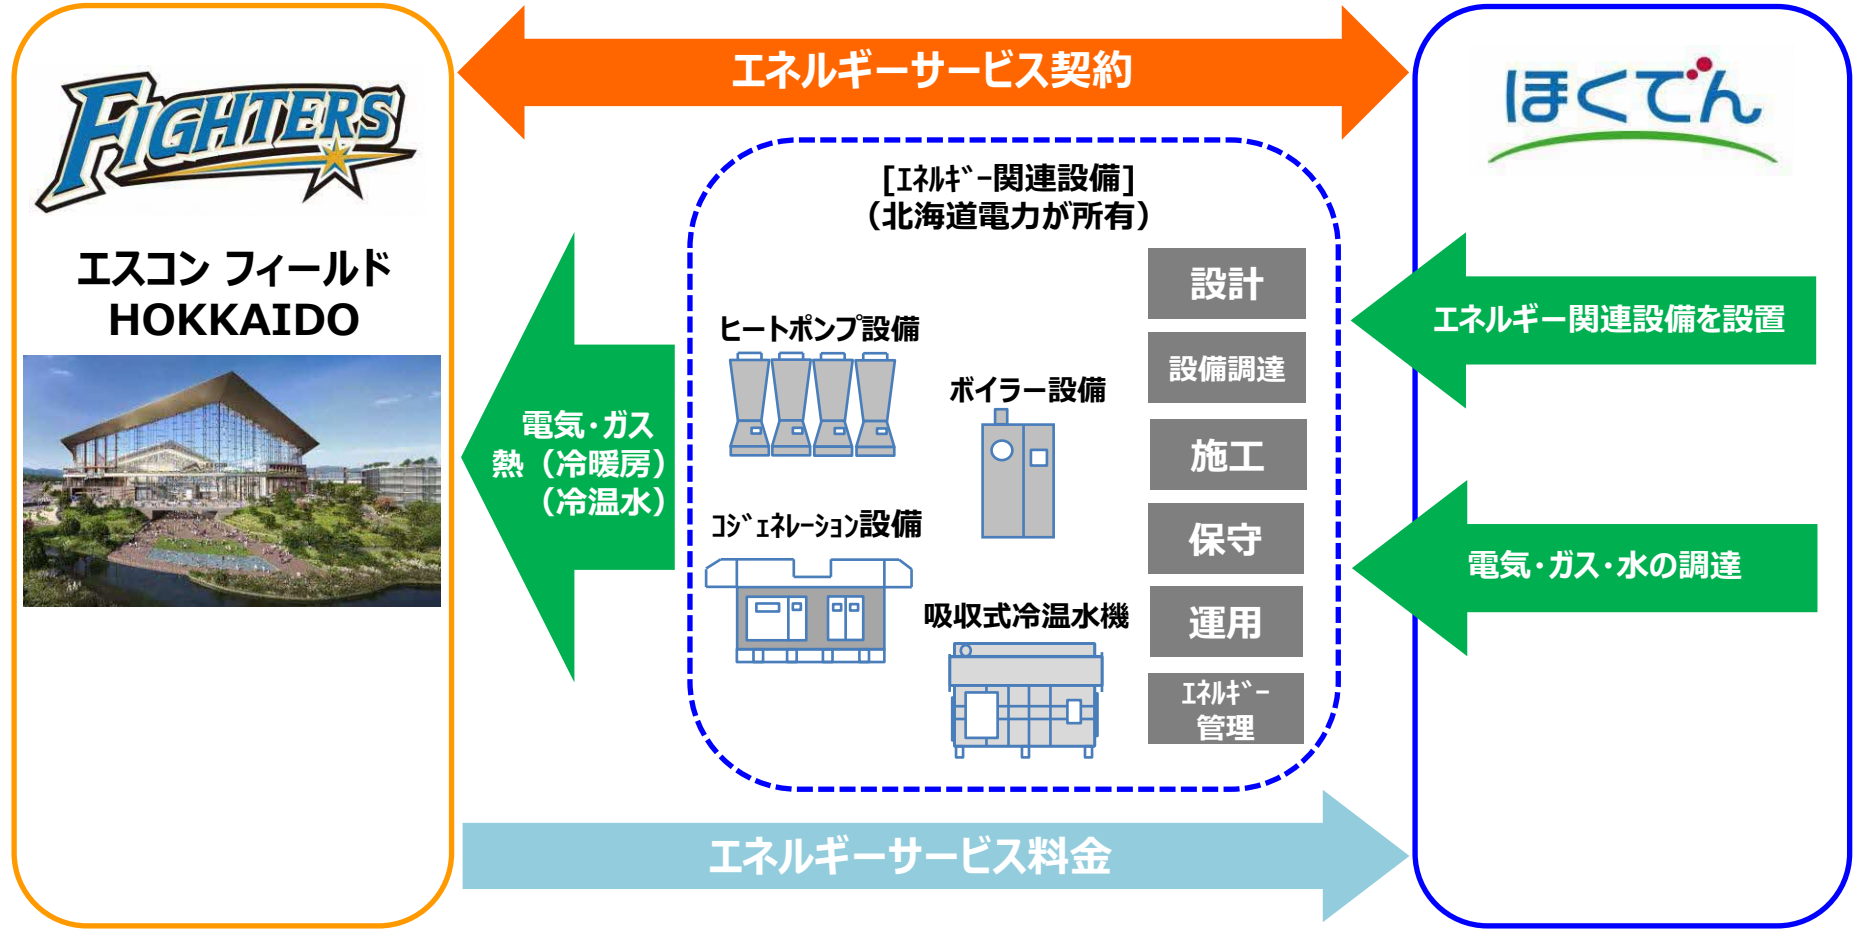 エネルギーサービス契約
FIGHTERS
エスコン フィールド
HOKKAIDO
ほくでん
[ｴﾈﾙｷﾞｰ関連設備]
（北海道電力が所有）
ヒートポンプ設備
ボイラー設備
ｺｼﾞｪﾈﾚｰｼｮﾝ設備
吸収式冷温水機
設計
設備調達
施工
保守
運用
ｴﾈﾙｷﾞｰ
管理
電気・ガス
熱（冷暖房）
（冷温水）
エネルギー関連設備を設置
電気・ガス・水の調達
エネルギーサービス料金